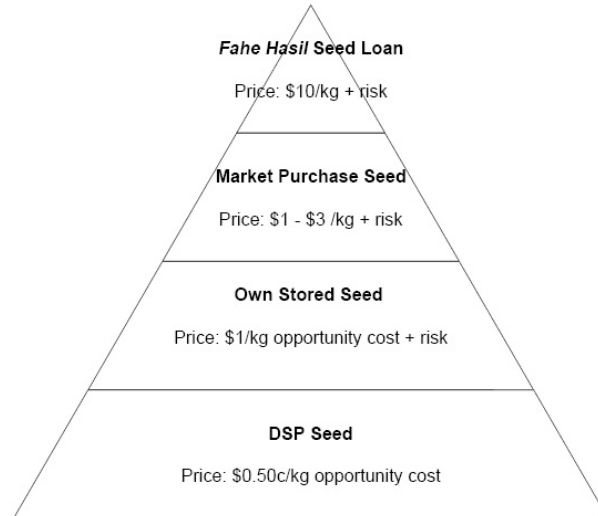 Fahe Hasil Seed Loan
Price: $10/kg + risk
Market Purchase Seed
Price: $1 - $3 /kg + risk
Own Stored Seed
Price: $1/kg opportunity cost + risk
DSP Seed
Price: $0.50c/kg opportunity cost